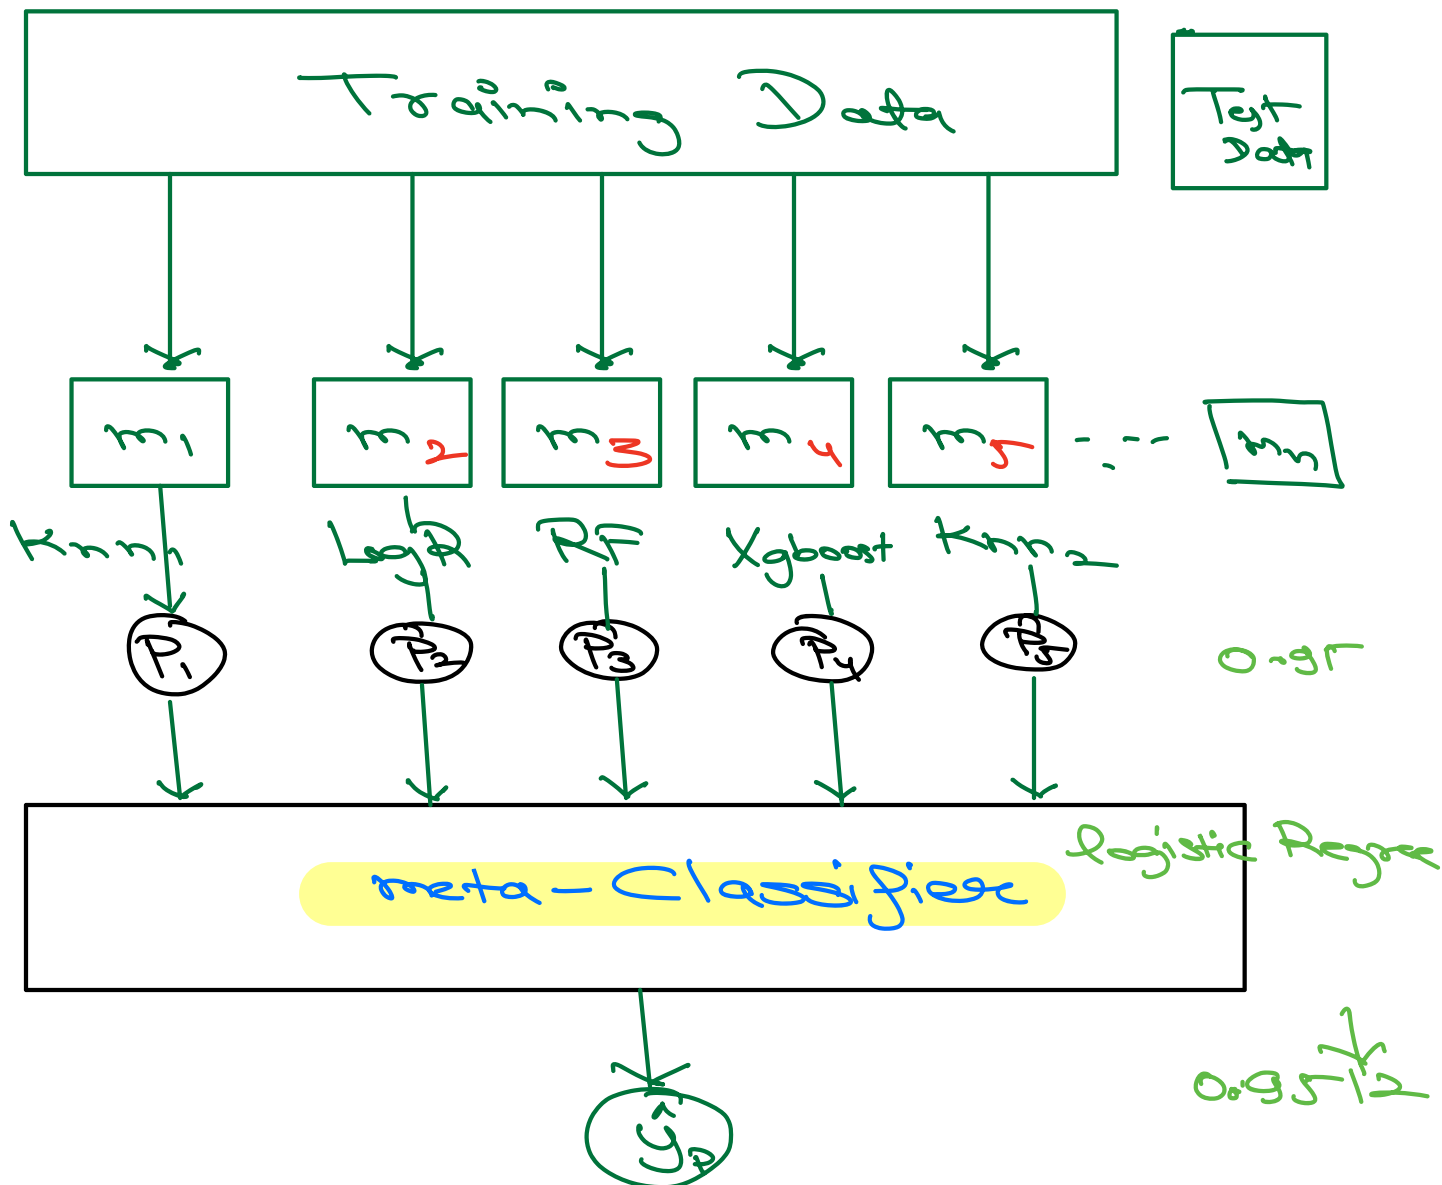 Training Data
Test
Data
m1 m2 m3 m4 m5 - - - - mn
Knn1 LogR RF Xgboost Knn2
P1 P2 P3 P4 P5
0.95
meta-Classifier
logistic Regre
0.9512
ŷp